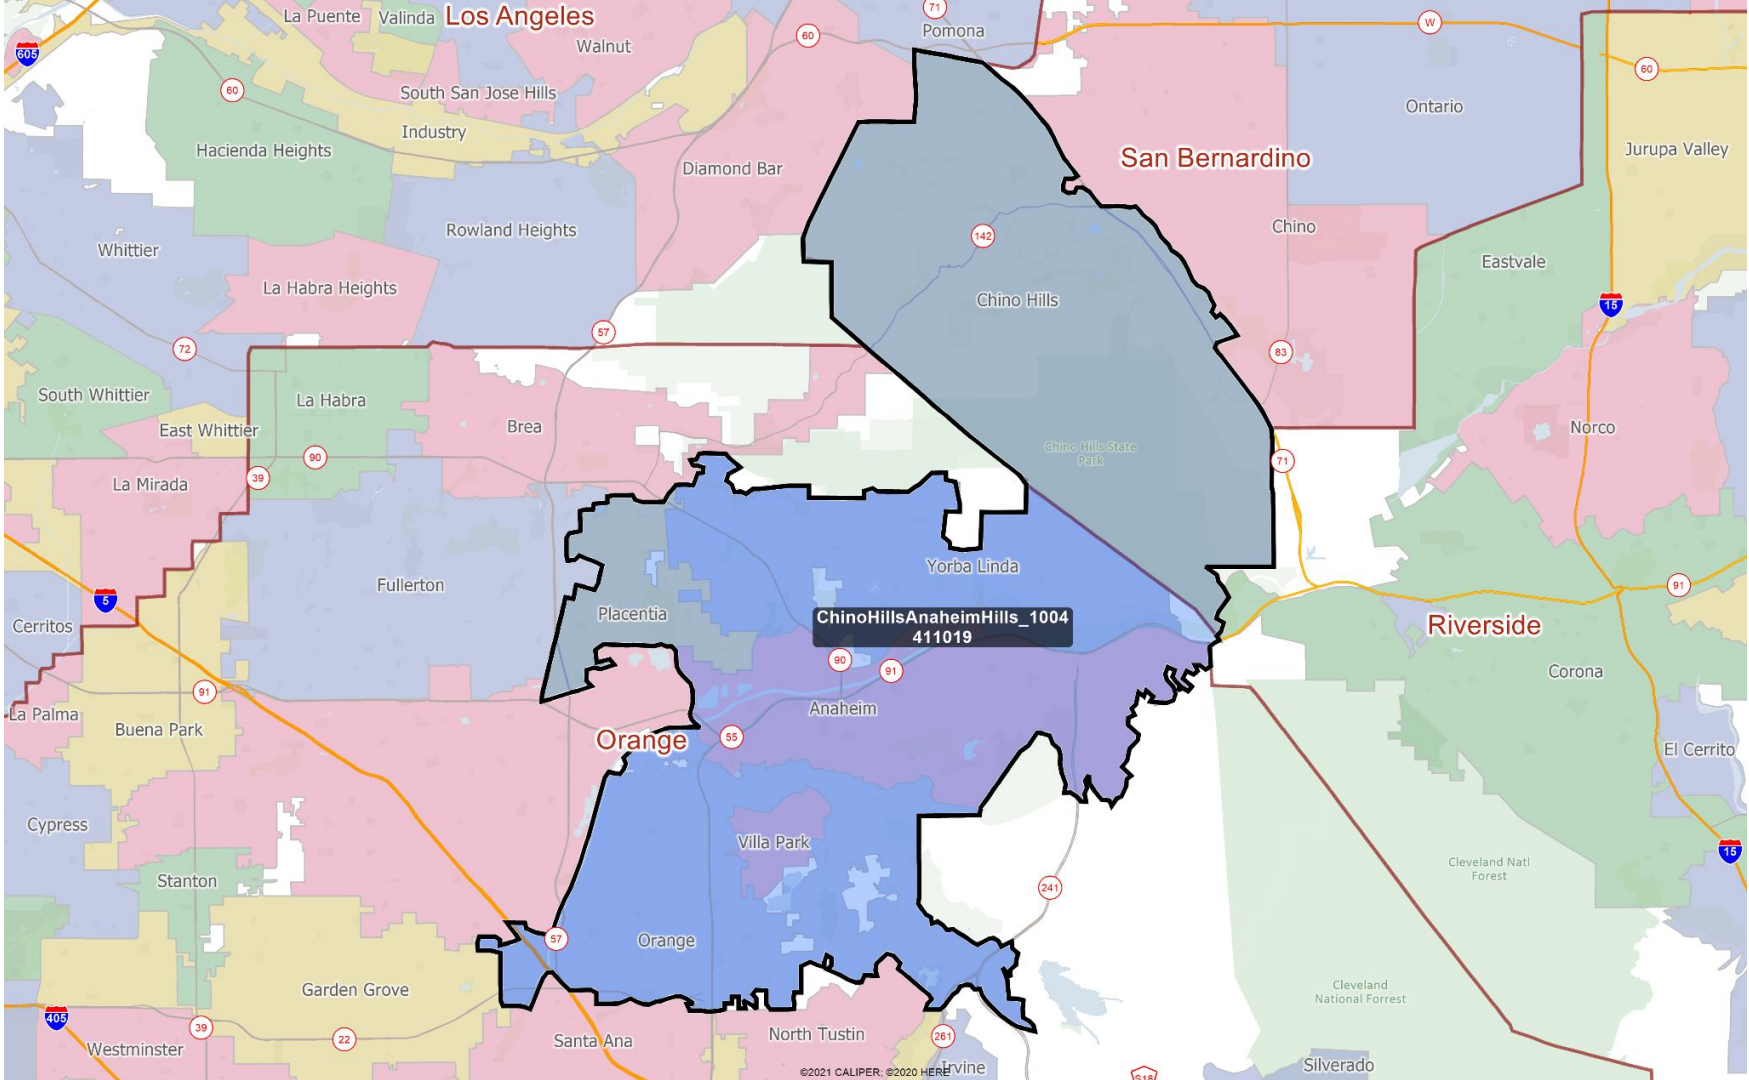 La Puente
Valinda
Los Angeles
71
Pomona
W
605
Walnut
60
60
60
South San Jose Hills
Ontario
Industry
Hacienda Heights
Jurupa Valley
San Bernardino
Diamond Bar
Rowland Heights
142
Chino
Whittier
Eastvale
La Habra Heights
Chino Hills
15
57
72
83
South Whittier
La Habra
East Whittier
Brea
Norco
Chino Hills State
Park
90
71
39
La Mirada
Yorba Linda
Fullerton
91
5
Placentia
ChinoHillsAnaheimHills_1004
411019
Cerritos
Riverside
90
91
Corona
91
La Palma
Anaheim
Buena Park
Orange
55
El Cerrito
Cypress
Villa Park
15
Cleveland Natl
Forest
Stanton
241
57
Orange
Garden Grove
Cleveland
National Forrest
405
39
22
Westminster
Santa Ana
North Tustin
261
Irvine
Silverado
©2021 CALIPER; ©2020 HERE
S18